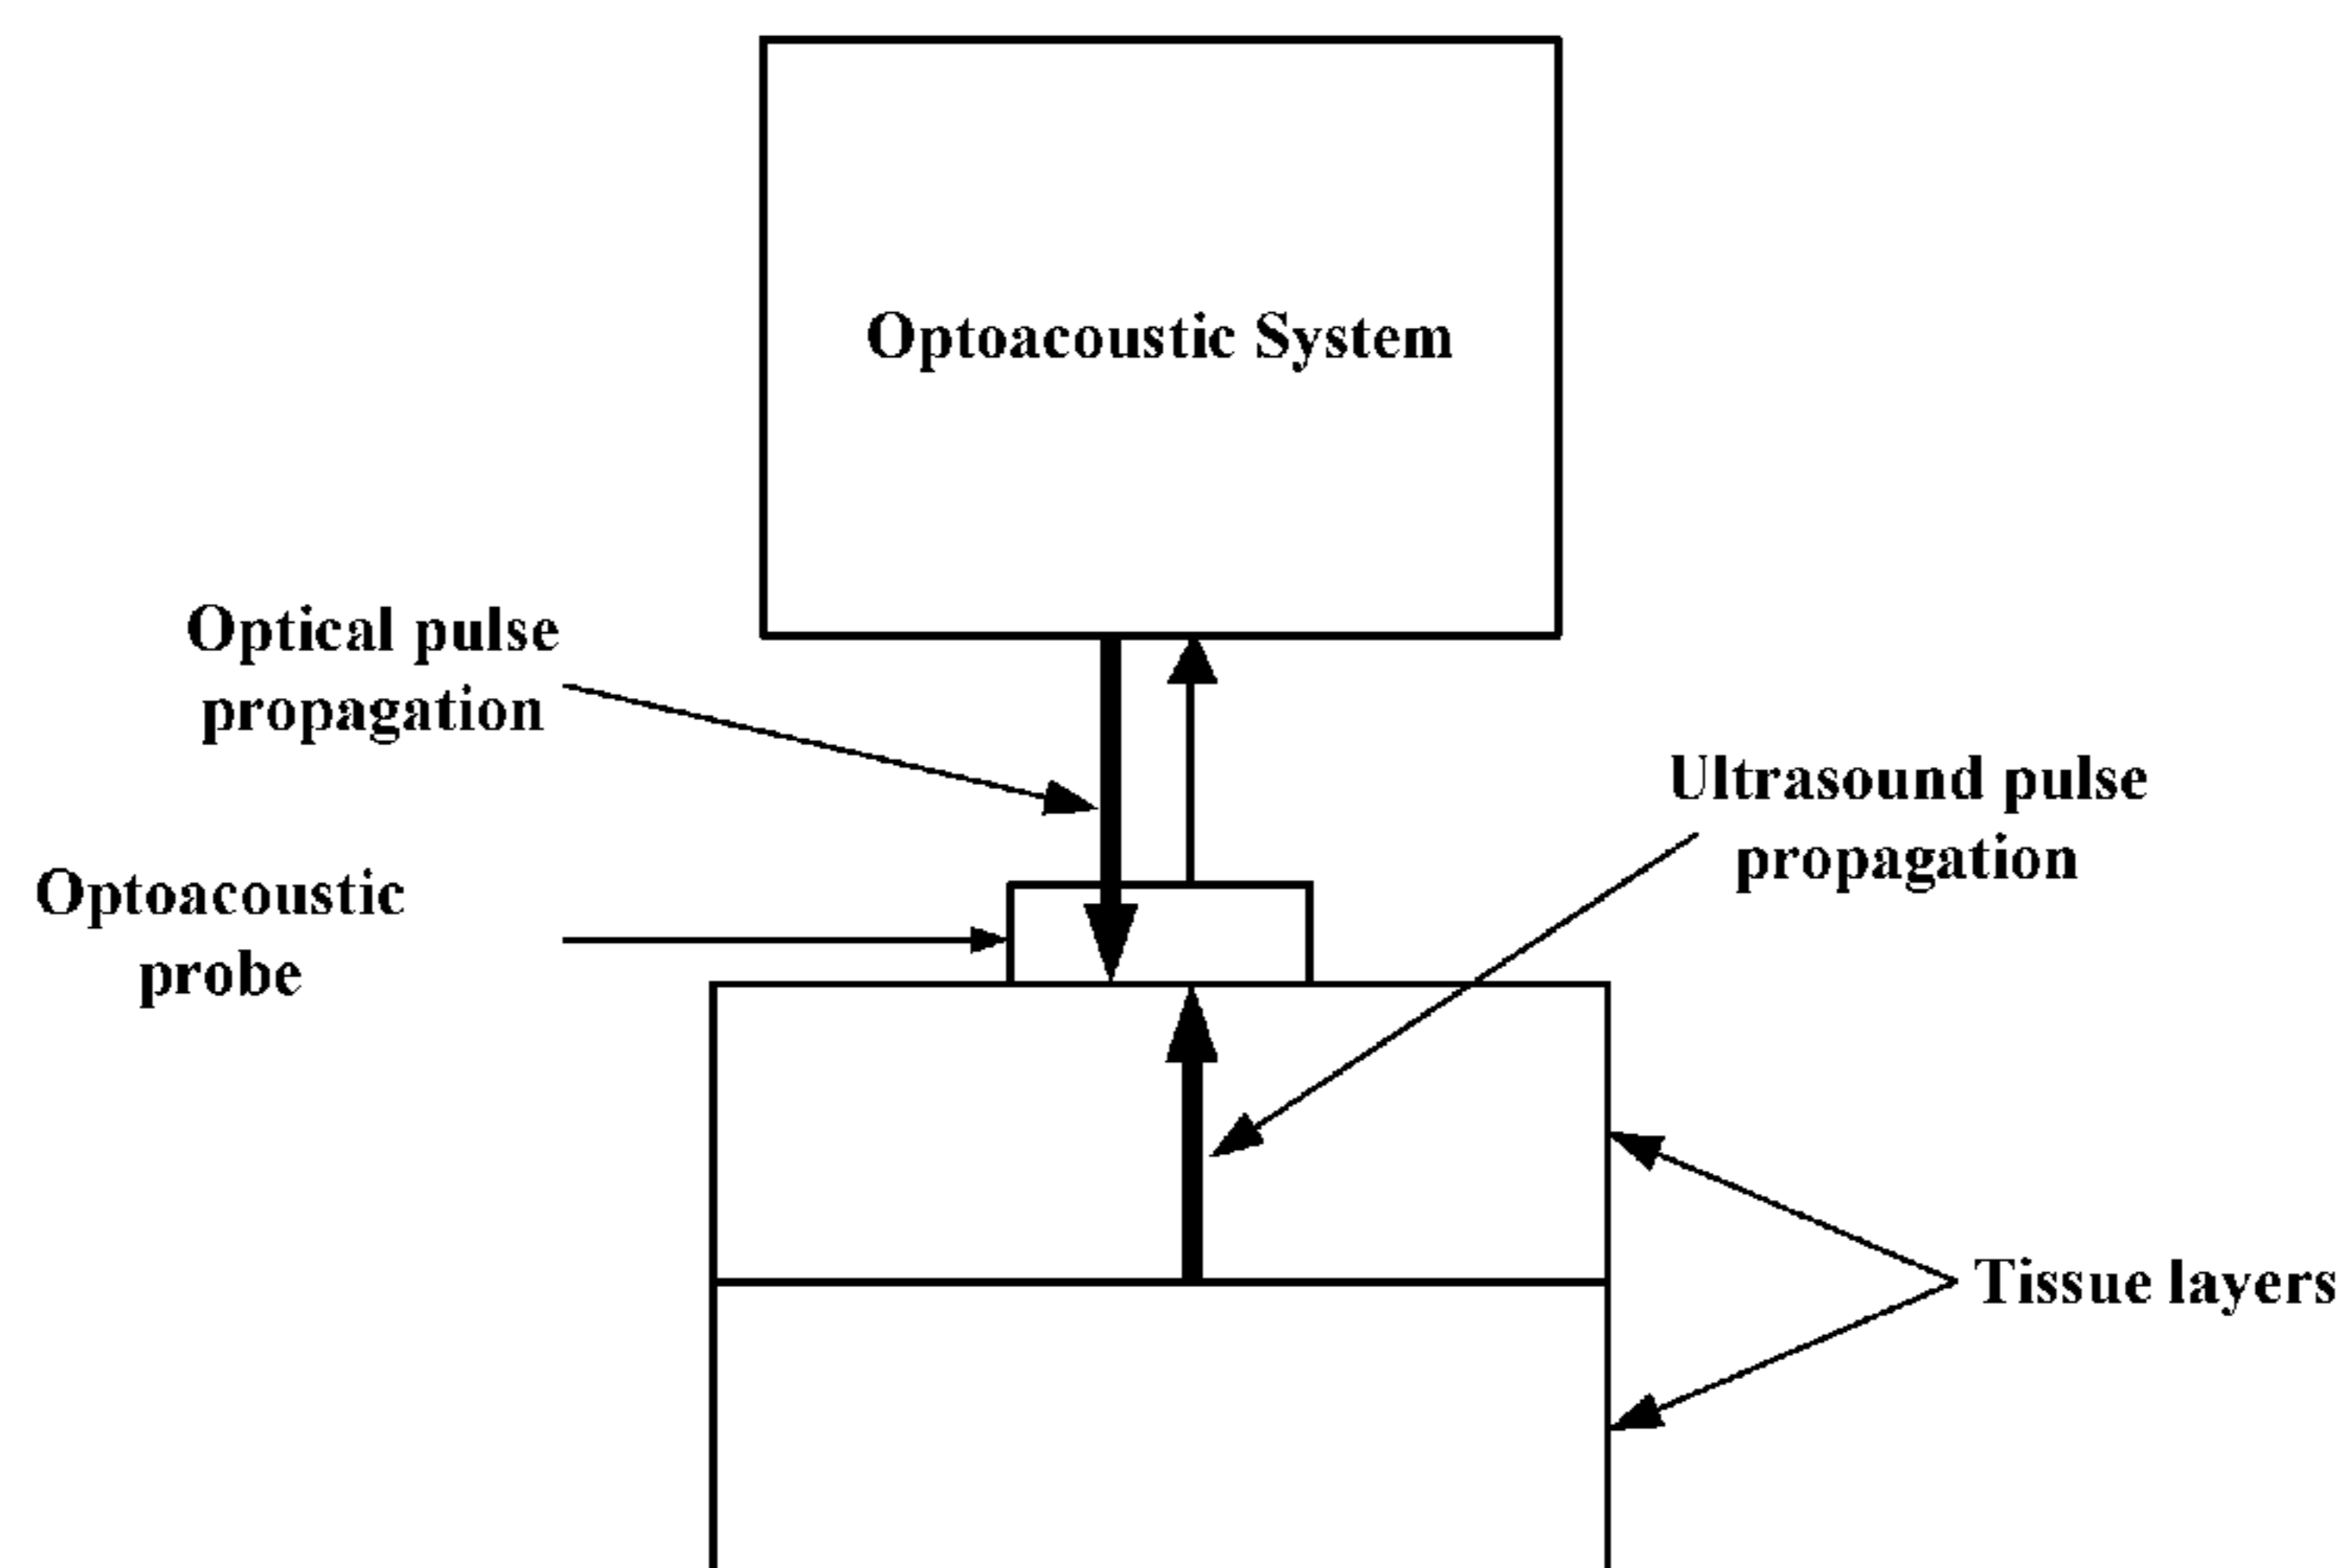 Optoacoustic System
Optical pulse
propagation
Ultrasound pulse
propagation
Optoacoustic
probe
Tissue layers